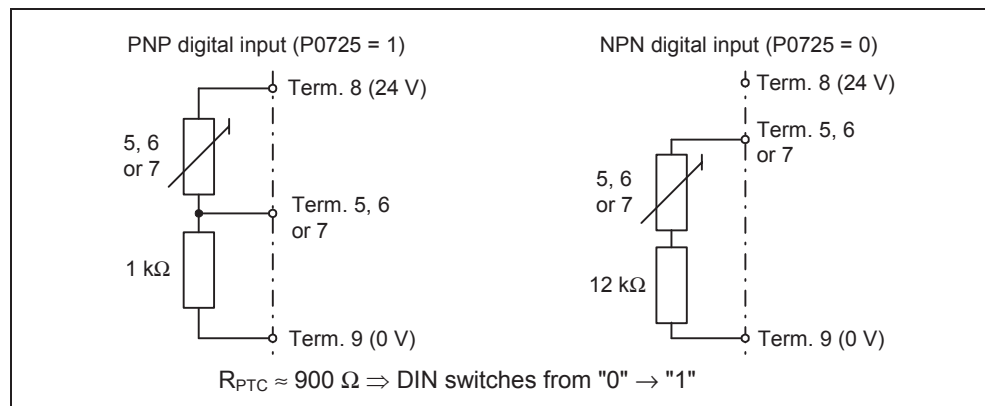 PNP digital input (P0725 = 1)
Term. 8 (24 V)
5, 6
or 7
Term. 5, 6
or 7
1 kΩ
Term. 9 (0 V)
NPN digital input (P0725 = 0)
Term. 8 (24 V)
Term. 5, 6
or 7
5, 6
or 7
12 kΩ
Term. 9 (0 V)
RPTC ≈ 900 Ω ⇒ DIN switches from "0" → "1"